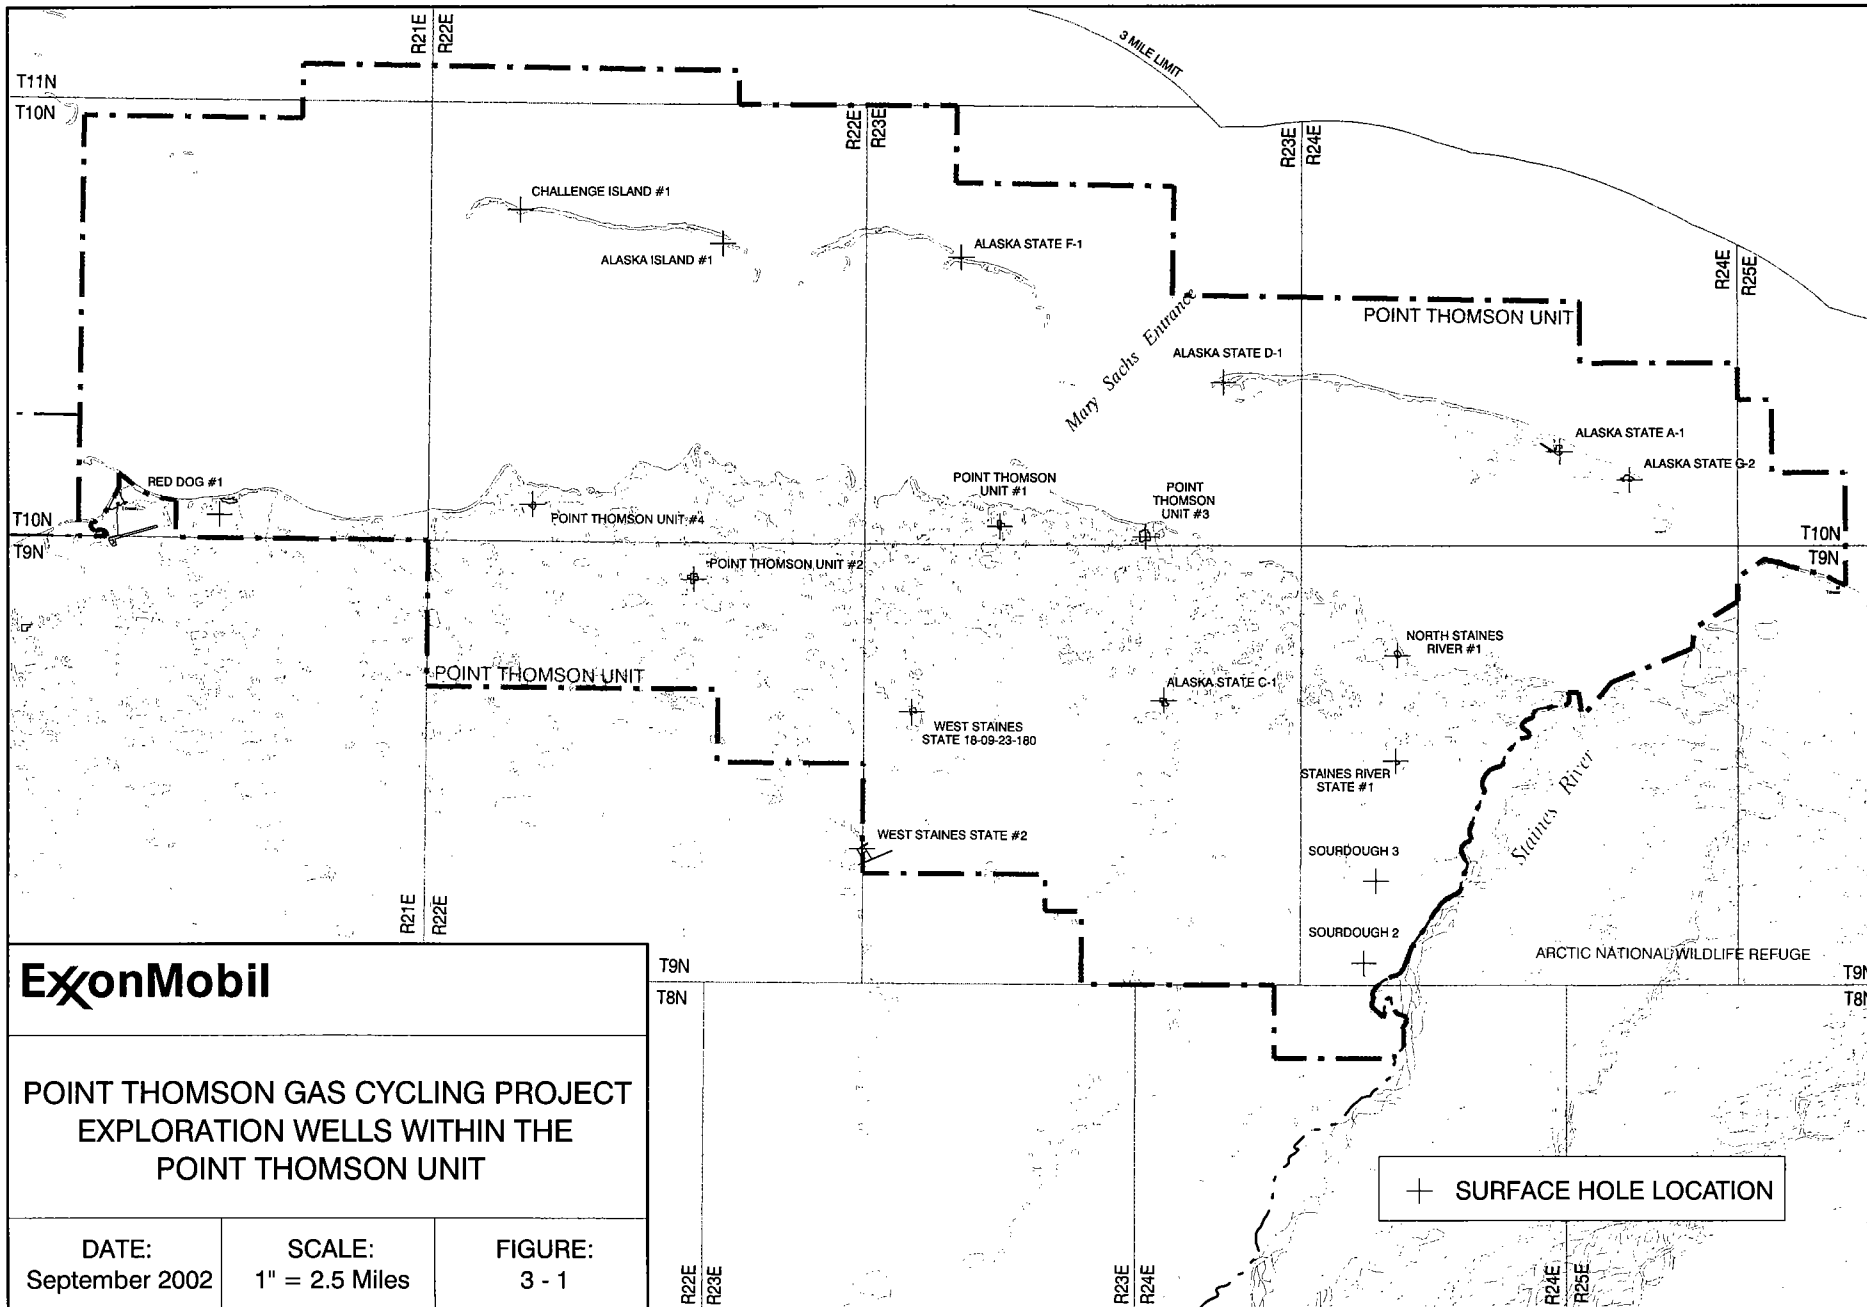 R21E
R22E
3 MILE LIMIT
T11N
T10N
R22E
R23E
R23E
R24E
CHALLENGE ISLAND #1
ALASKA ISLAND #1
ALASKA STATE F-1
R24E
R25E
Mary Sachs Entrance
POINT THOMSON UNIT
ALASKA STATE D-1
ALASKA STATE A-1
ALASKA STATE G-2
RED DOG #1
POINT THOMSON
UNIT #1
POINT
THOMSON
UNIT #3
POINT THOMSON UNIT #4
T10N
T9N
T10N
T9N
POINT THOMSON UNIT #2
NORTH STAINES
RIVER #1
POINT THOMSON UNIT
ALASKA STATE C-1
WEST STAINES
STATE 18-09-23-180
STAINES RIVER
STATE #1
Staines River
WEST STAINES STATE #2
SOURDOUGH 3
R21E
R22E
SOURDOUGH 2
ARCTIC NATIONAL WILDLIFE REFUGE
T9N
T8N
T9N
T8N
ExxonMobil
POINT THOMSON GAS CYCLING PROJECT
EXPLORATION WELLS WITHIN THE
POINT THOMSON UNIT
+ SURFACE HOLE LOCATION
DATE:
September 2002
SCALE:
1" = 2.5 Miles
FIGURE:
3 - 1
R22E
R23E
R23E
R24E
R24E
R25E